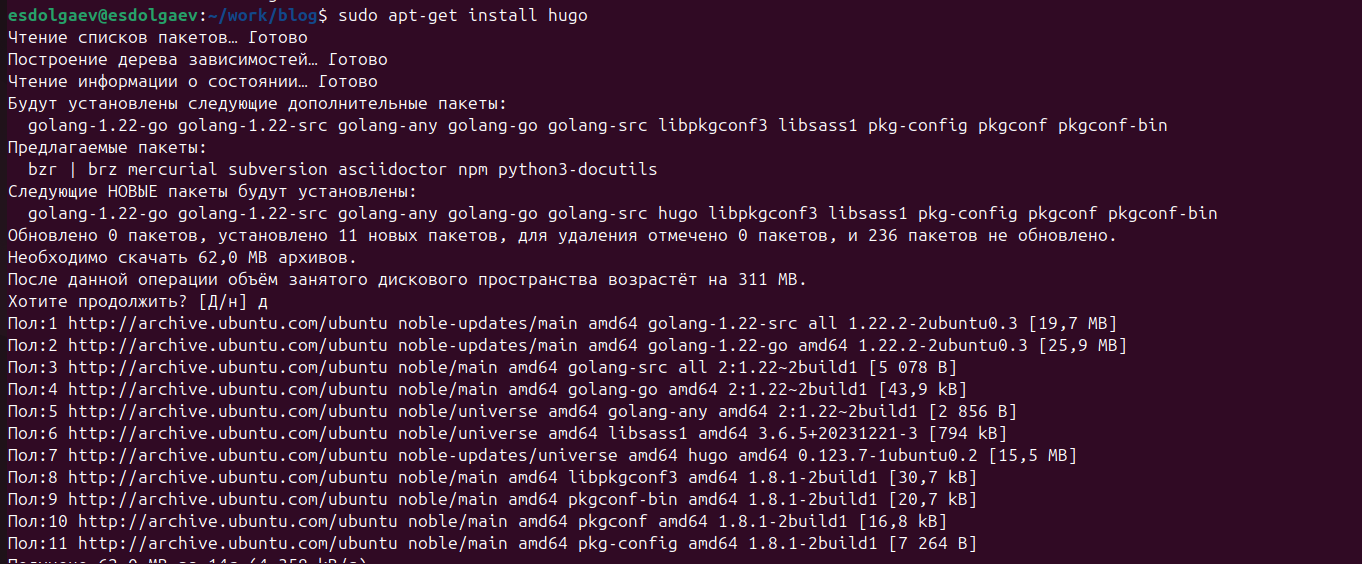 esdolgaev@esdolgaev:~/work/blog$ sudo apt-get install hugo
Чтение списков пакетов… Готово
Построение дерева зависимостей… Готово
Чтение информации о состоянии… Готово
Будут установлены следующие дополнительные пакеты:
  golang-1.22-go golang-1.22-src golang-any golang-go golang-src libpkgconf3 libsass1 pkg-config pkgconf pkgconf-bin
Предлагаемые пакеты:
  bzr | brz mercurial subversion asciidoctor npm python3-docutils
Следующие НОВЫЕ пакеты будут установлены:
  golang-1.22-go golang-1.22-src golang-any golang-go golang-src hugo libpkgconf3 libsass1 pkg-config pkgconf pkgconf-bin
Обновлено 0 пакетов, установлено 11 новых пакетов, для удаления отмечено 0 пакетов, и 236 пакетов не обновлено.
Необходимо скачать 62,0 MB архивов.
После данной операции объём занятого дискового пространства возрастёт на 311 MB.
Хотите продолжить? [Д/н] д
Пол:1 http://archive.ubuntu.com/ubuntu noble-updates/main amd64 golang-1.22-src all 1.22.2-2ubuntu0.3 [19,7 MB]
Пол:2 http://archive.ubuntu.com/ubuntu noble-updates/main amd64 golang-1.22-go amd64 1.22.2-2ubuntu0.3 [25,9 MB]
Пол:3 http://archive.ubuntu.com/ubuntu noble/main amd64 golang-src all 2:1.22~2build1 [5 078 B]
Пол:4 http://archive.ubuntu.com/ubuntu noble/main amd64 golang-go amd64 2:1.22~2build1 [43,9 kB]
Пол:5 http://archive.ubuntu.com/ubuntu noble/universe amd64 golang-any amd64 2:1.22~2build1 [2 856 B]
Пол:6 http://archive.ubuntu.com/ubuntu noble/universe amd64 libsass1 amd64 3.6.5+20231221-3 [794 kB]
Пол:7 http://archive.ubuntu.com/ubuntu noble-updates/universe amd64 hugo amd64 0.123.7-1ubuntu0.2 [15,5 MB]
Пол:8 http://archive.ubuntu.com/ubuntu noble/main amd64 libpkgconf3 amd64 1.8.1-2build1 [30,7 kB]
Пол:9 http://archive.ubuntu.com/ubuntu noble/main amd64 pkgconf-bin amd64 1.8.1-2build1 [20,7 kB]
Пол:10 http://archive.ubuntu.com/ubuntu noble/main amd64 pkgconf amd64 1.8.1-2build1 [16,8 kB]
Пол:11 http://archive.ubuntu.com/ubuntu noble/main amd64 pkg-config amd64 1.8.1-2build1 [7 264 B]